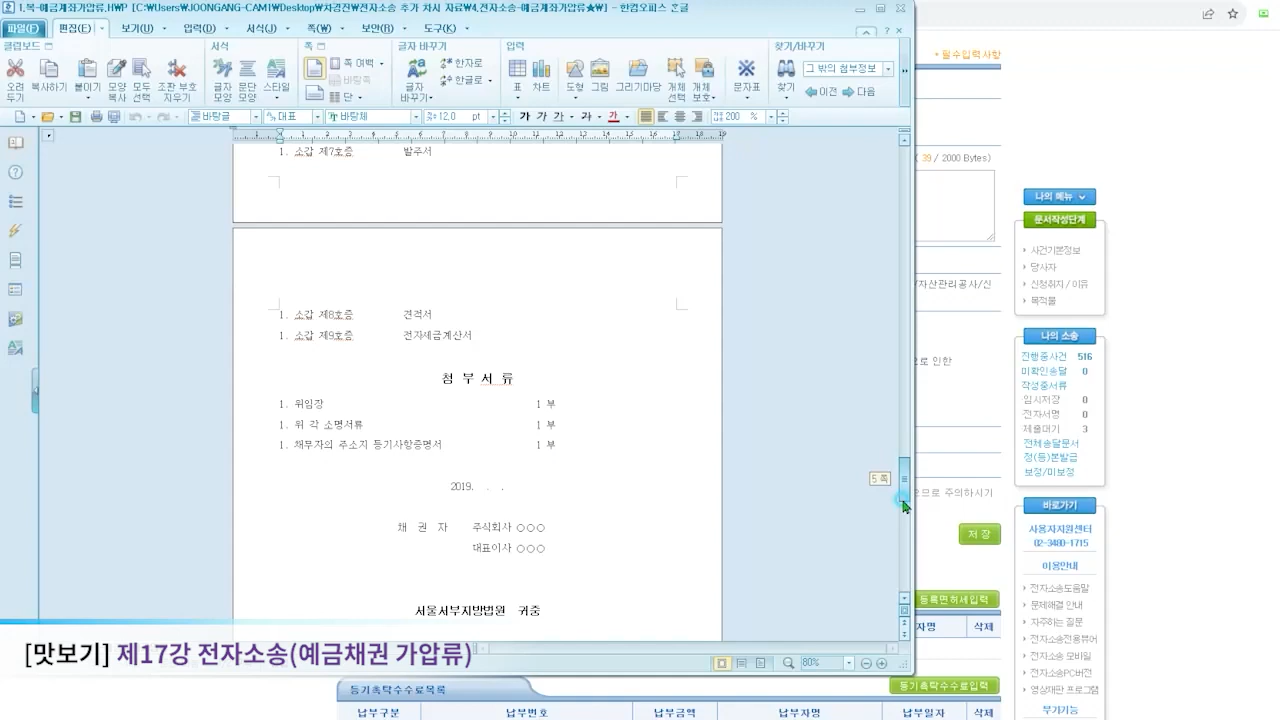 1.복-예금계좌가압류.HWP [C:\Users\JOONGANG-CAM1\Desktop\차경진\전자소송 추가 차시 자료\4.전자소송-예금계좌가압류★\] - 한컴오피스 한글
파일(F) 편집(E) 보기(U) 입력(D) 서식(J) 쪽(W) 보안(R) 도구(K)
클립보드 서식 쪽 글자 바꾸기 입력 찾기/바꾸기
오려 두기 복사하기 붙이기 모양 복사 모두 선택 조판 부호 지우기 글자 모양 문단 모양 스타일 쪽 여백 바탕쪽 단 글자 바꾸기 한자로 한글로 표 차트 도형 그림 그리기마당 개체 선택 개체 보호 문자표 찾기 그 밖의 첨부정보 이전 다음
바탕글 대표 바탕체 12,0 pt 가 가 가 가 가 200 %
1. 소갑 제7호증 발주서
1. 소갑 제8호증 견적서
1. 소갑 제9호증 전자세금계산서
첨 부 서 류
1. 위임장 1 부
1. 위 각 소명서류 1 부
1. 채무자의 주소지 등기사항증명서 1 부
2019. . .
채 권 자 주식회사 ○○○
대표이사 ○○○
서울서부지방법원 귀중
5 쪽
80%
필수입력사항
( 39 / 2000 Bytes)
/자산관리공사/신
로 인한
으로 주의하시기
저 장
등록면허세입력
자명 삭제
등기촉탁수수료목록
등기촉탁수수료입력
납부구분 납부번호 납부금액 납부자명 납부일자 삭제
나의 메뉴
문서작성단계
사건기본정보
당사자
신청취지 / 이유
목적물
나의 소송
진행중사건 516
미확인송달 0
작성중서류
임시저장 0
전자서명 0
제출대기 3
전체송달문서
정(등)본발급
보정/미보정
바로가기
사용자지원센터
02-3480-1715
이용안내
전자소송도움말
문제해결 안내
자주하는 질문
전자소송전용뷰어
전자소송 모바일
전자소송PC버전
영상재판 프로그램
부가기능
[맛보기] 제17강 전자소송(예금채권 가압류)